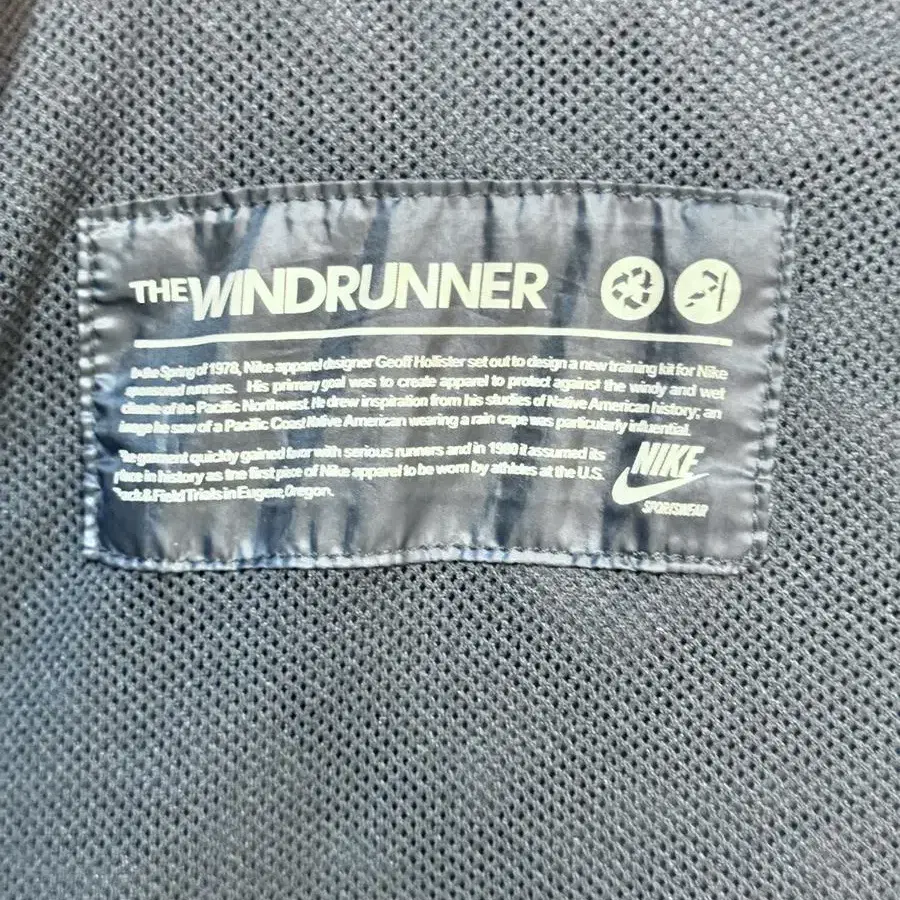 THE WINDRUNNER
In the Spring of 1978, Nike apparel designer Geoff Hollister set out to design a new training kit for Nike
sponsored runners. His primary goal was to create apparel to protect against the windy and wet
climate of the Pacific Northwest. He drew inspiration from his studies of Native American history; an
image he saw of a Pacific Coast Native American wearing a rain cape was particularly influential.
The garment quickly gained favor with serious runners and in 1980 it assumed its
place in history as the first piece of Nike apparel to be worn by athletes at the U.S.
Track & Field Trials in Eugene, Oregon.
NIKE
SPORTSWEAR